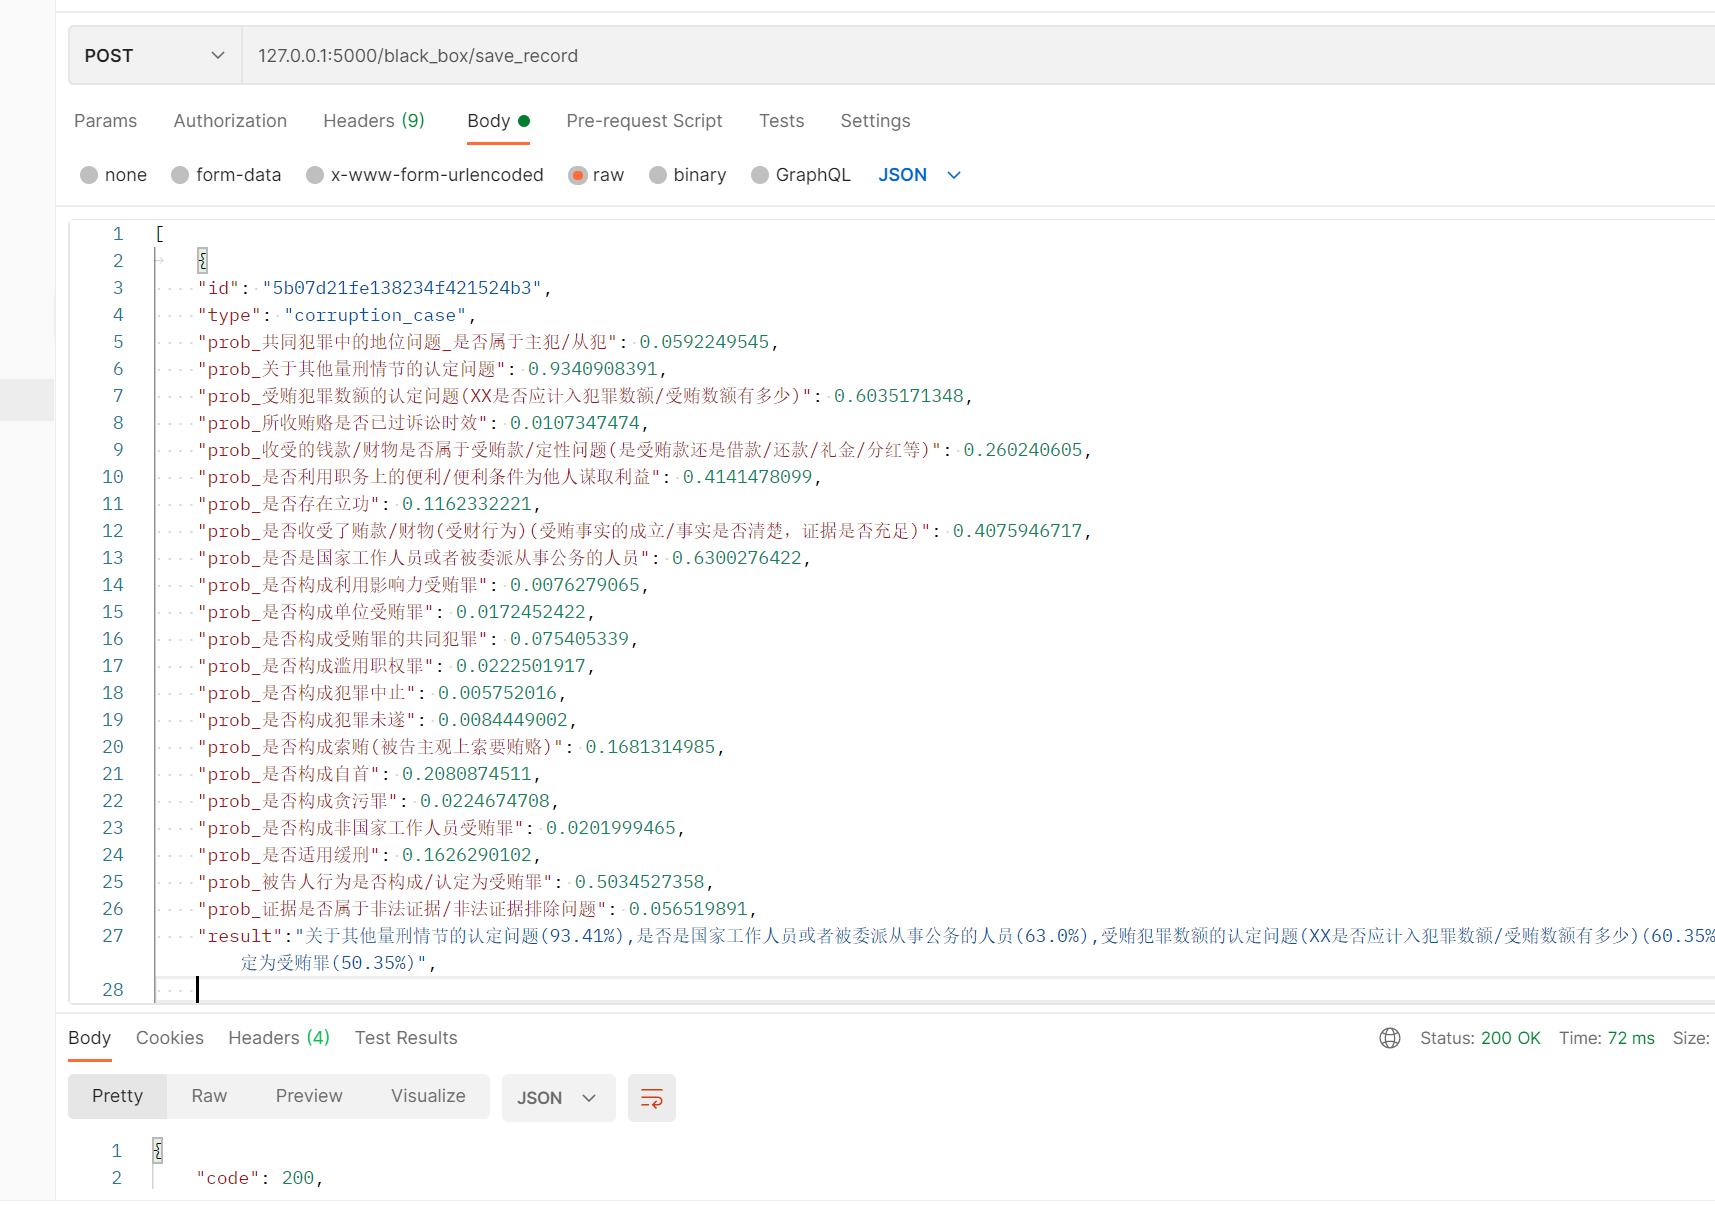 POST 127.0.0.1:5000/black_box/save_record
Params Authorization Headers (9) Body Pre-request Script Tests Settings
none form-data x-www-form-urlencoded raw binary GraphQL JSON
1 [
2 {
3 "id": "5b07d21fe138234f421524b3",
4 "type": "corruption_case",
5 "prob_共同犯罪中的地位问题_是否属于主犯/从犯": 0.0592249545,
6 "prob_关于其他量刑情节的认定问题": 0.9340908391,
7 "prob_受贿犯罪数额的认定问题(XX是否应计入犯罪数额/受贿数额有多少)": 0.6035171348,
8 "prob_所收贿赂是否已过诉讼时效": 0.0107347474,
9 "prob_收受的钱款/财物是否属于受贿款/定性问题(是受贿款还是借款/还款/礼金/分红等)": 0.260240605,
10 "prob_是否利用职务上的便利/便利条件为他人谋取利益": 0.4141478099,
11 "prob_是否存在立功": 0.1162332221,
12 "prob_是否收受了贿款/财物(受财行为)(受贿事实的成立/事实是否清楚，证据是否充足)": 0.4075946717,
13 "prob_是否是国家工作人员或者被委派从事公务的人员": 0.6300276422,
14 "prob_是否构成利用影响力受贿罪": 0.0076279065,
15 "prob_是否构成单位受贿罪": 0.0172452422,
16 "prob_是否构成受贿罪的共同犯罪": 0.075405339,
17 "prob_是否构成滥用职权罪": 0.0222501917,
18 "prob_是否构成犯罪中止": 0.005752016,
19 "prob_是否构成犯罪未遂": 0.0084449002,
20 "prob_是否构成索贿(被告主观上索要贿赂)": 0.1681314985,
21 "prob_是否构成自首": 0.2080874511,
22 "prob_是否构成贪污罪": 0.0224674708,
23 "prob_是否构成非国家工作人员受贿罪": 0.0201999465,
24 "prob_是否适用缓刑": 0.1626290102,
25 "prob_被告人行为是否构成/认定为受贿罪": 0.5034527358,
26 "prob_证据是否属于非法证据/非法证据排除问题": 0.056519891,
27 "result":"关于其他量刑情节的认定问题(93.41%),是否是国家工作人员或者被委派从事公务的人员(63.0%),受贿犯罪数额的认定问题(XX是否应计入犯罪数额/受贿数额有多少)(60.35%
定为受贿罪(50.35%)",
28
Body Cookies Headers (4) Test Results Status: 200 OK Time: 72 ms Size:
Pretty Raw Preview Visualize JSON
1 {
2 "code": 200,